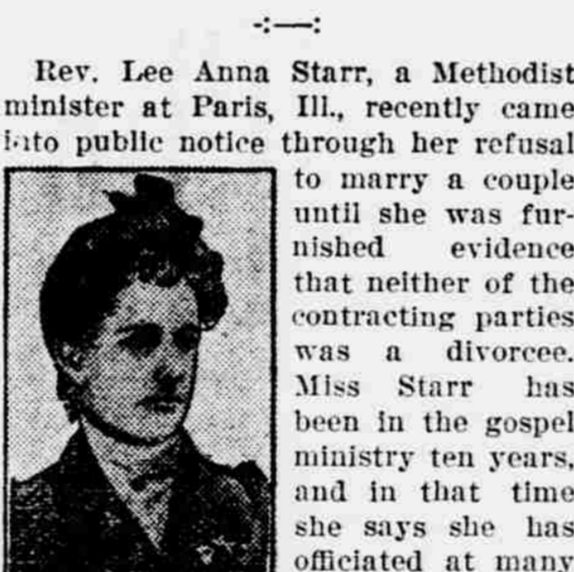 Rev. Lee Anna Starr, a Methodist
minister at Paris, Ill., recently came
into public notice through her refusal
to marry a couple
until she was fur-
nished evidence
that neither of the
contracting parties
was a divorcee.
Miss Starr has
been in the gospel
ministry ten years,
and in that time
she says she has
officiated at many